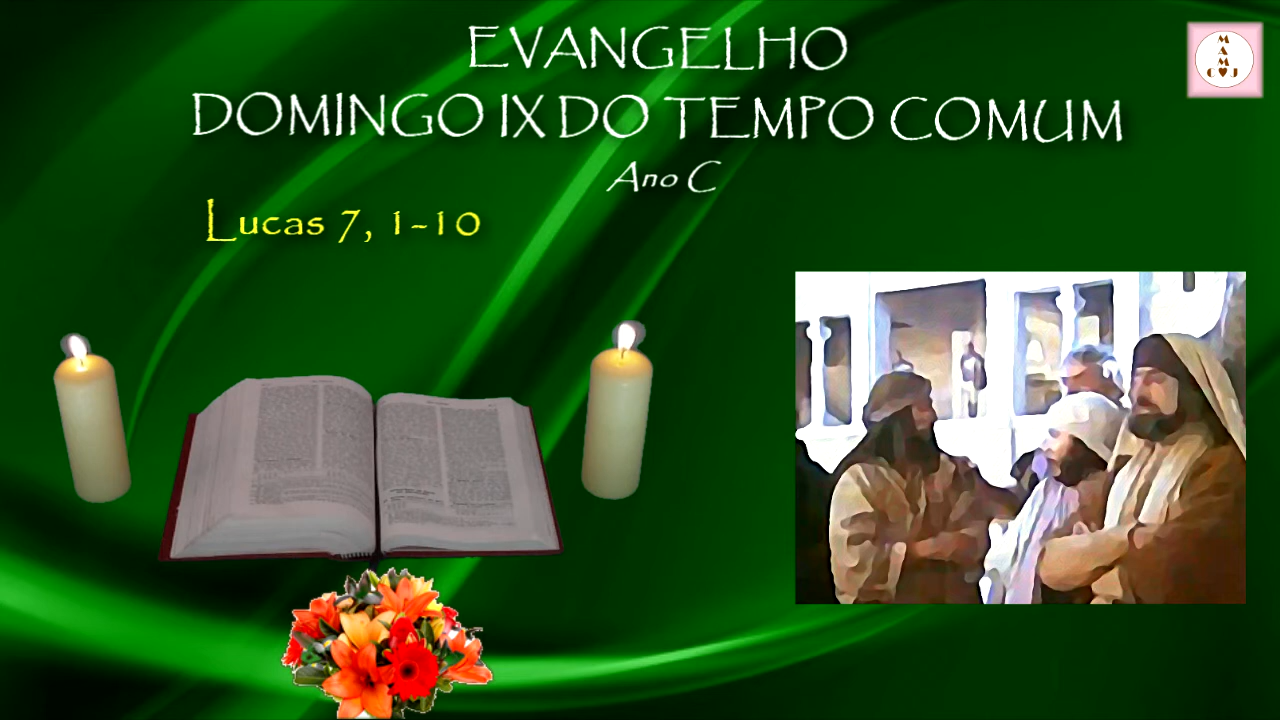 EVANGELHO
DOMINGO IX DO TEMPO COMUM
Ano C
Lucas 7, 1-10
M
A
M
C J